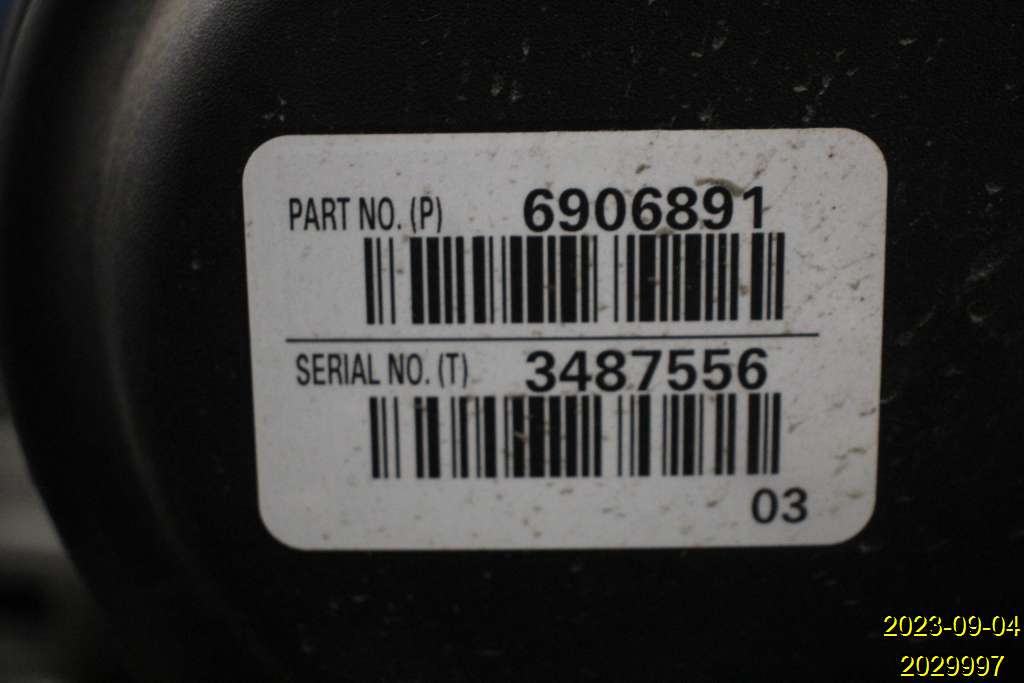 PART NO. (P) 6906891
SERIAL NO. (T) 3487556
03
2023-09-04
2029997